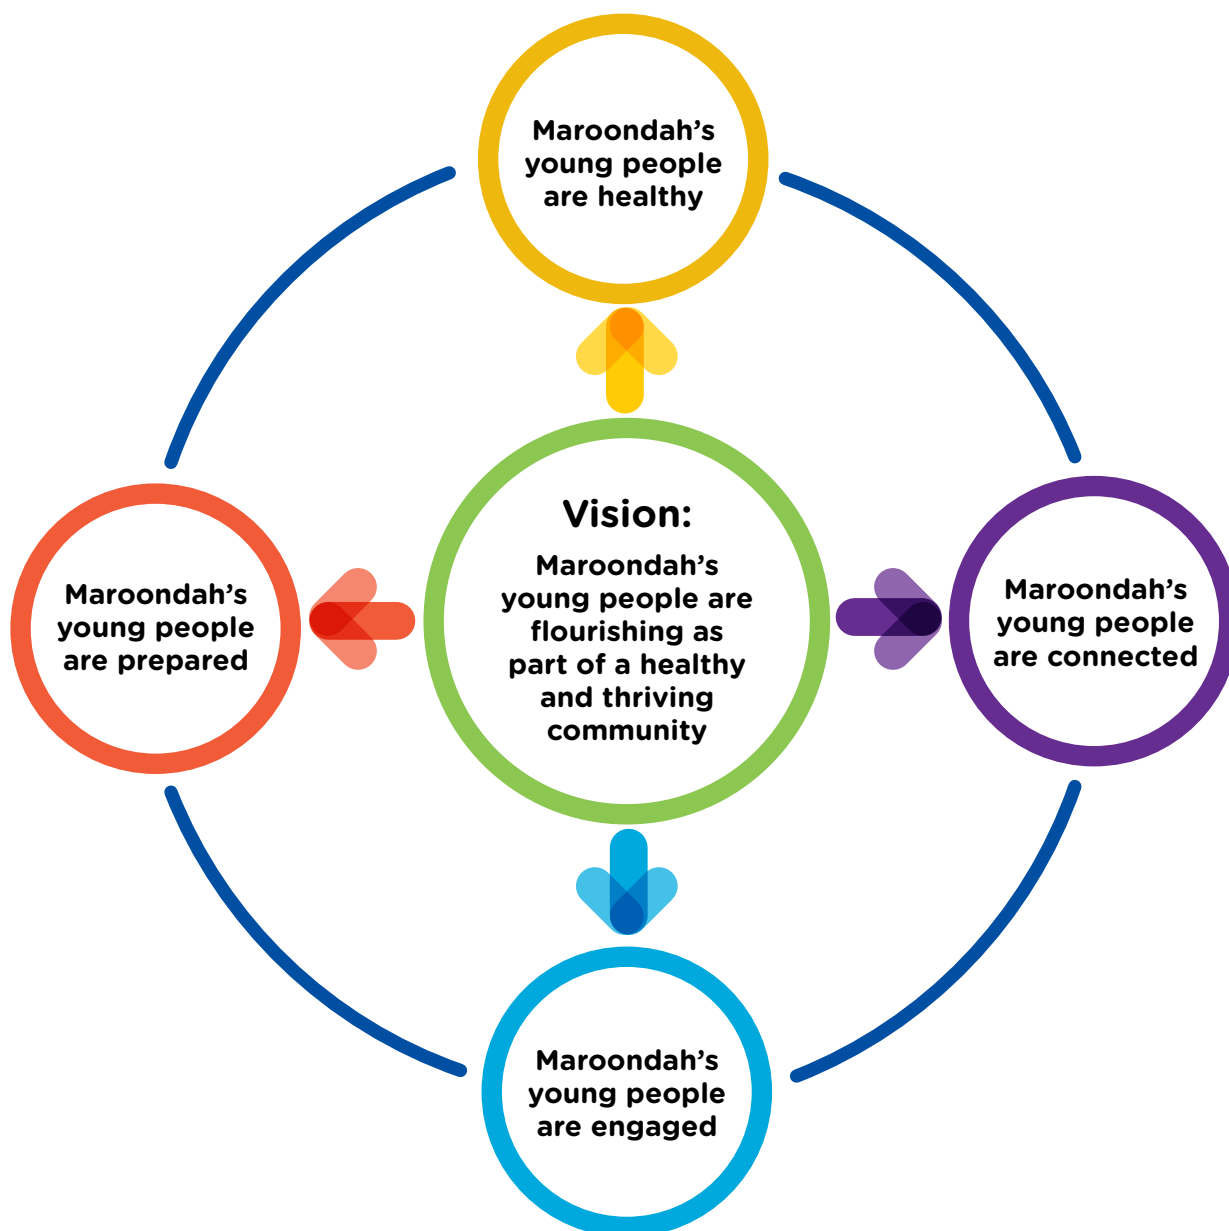 Maroondah's
young people
are healthy
Vision:
Maroondah's
young people are
flourishing as
part of a healthy
and thriving
community
Maroondah's
young people
are prepared
Maroondah's
young people
are connected
Maroondah's
young people
are engaged